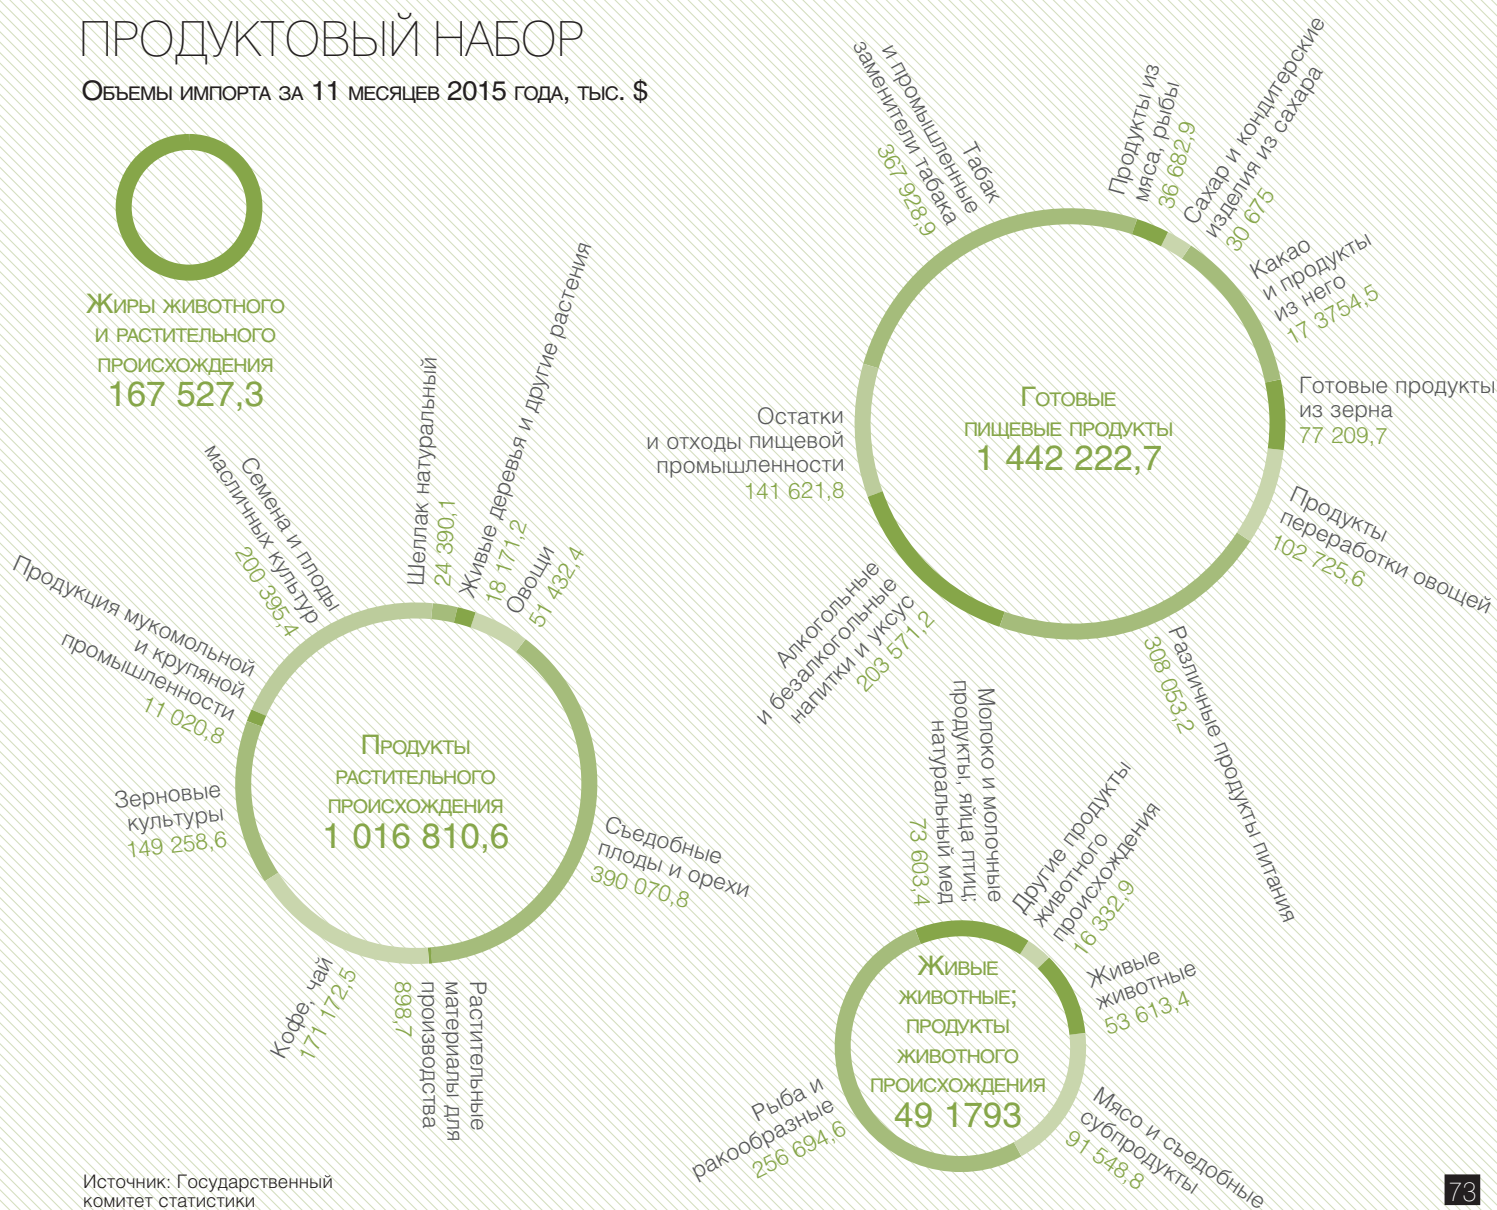 ПРОДУКТОВЫЙ НАБОР
Объемы импорта за 11 месяцев 2015 года, тыс. $
Жиры животного
и растительного
происхождения
167 527,3
Табак
и промышленные
заменители табака
367 928,9
Продукты из
мяса, рыбы
36 682,9
Сахар и кондитерские
изделия из сахара
30 675
Какао
и продукты
из него
17 3754,5
Готовые продукты
из зерна
77 209,7
Продукты
переработки овощей
102 725,6
Различные продукты питания
308 053,2
Алкогольные
и безалкогольные
напитки и уксус
203 571,2
Остатки
и отходы пищевой
промышленности
141 621,8
Готовые
пищевые продукты
1 442 222,7
Шеллак натуральный
24 390,1
Живые деревья и другие растения
18 171,2
Овощи
51 432,4
Съедобные
плоды и орехи
390 070,8
Растительные
материалы для
производства
898,7
Кофе, чай
171 172,5
Зерновые
культуры
149 258,6
Продукция мукомольной
и крупяной
промышленности
11 020,8
Семена и плоды
масличных культур
200 395,4
Продукты
растительного
происхождения
1 016 810,6
Молоко и молочные
продукты, яйца птиц;
натуральный мед
73 603,4
Другие продукты
животного
происхождения
16 332,9
Живые
животные
53 613,4
Мясо и съедобные
субпродукты
91 548,8
Рыба и
ракообразные
256 694,6
Живые
животные;
продукты
животного
происхождения
49 1793
Источник: Государственный
комитет статистики
73